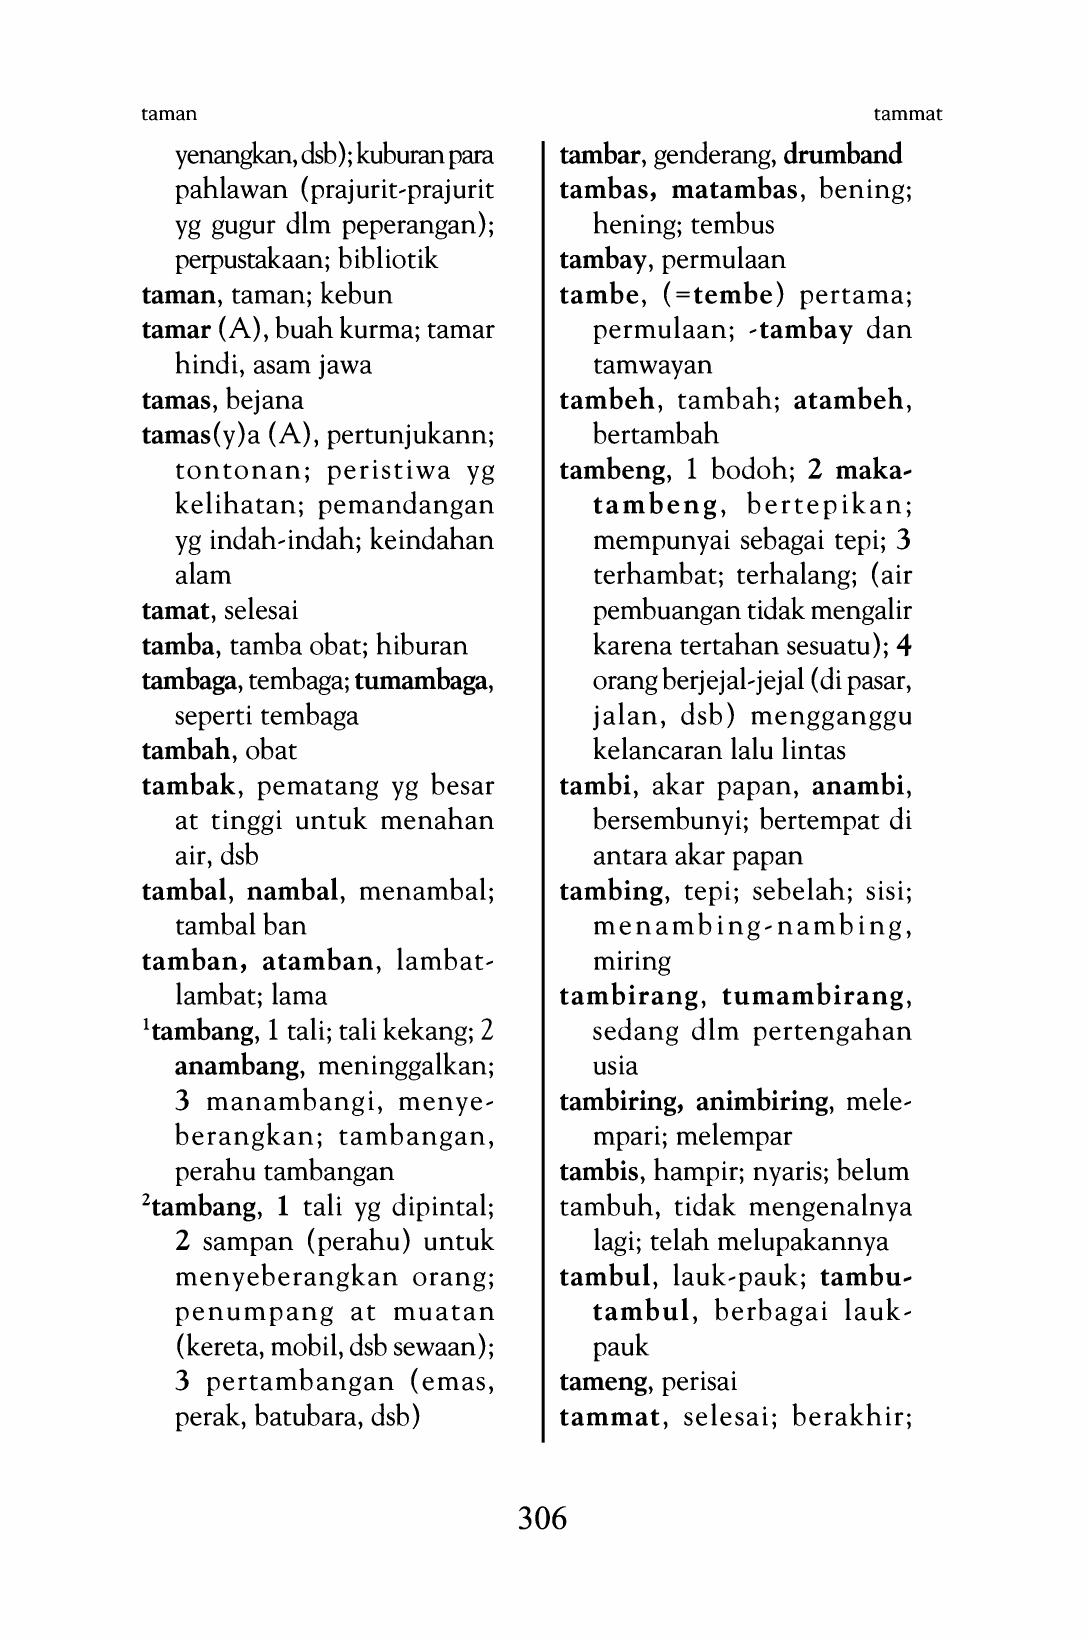 taman
tammat
yenangkan, dsb); kuburan para
pahlawan (prajurit-prajurit
yg gugur dlm peperangan);
perpustakaan; bibliotik
taman, taman; kebun
tamar (A), buah kurma; tamar
hindi, asam jawa
tamas, bejana
tamas(y)a (A), pertunjukann;
tontonan; peristiwa yg
kelihatan; pemandangan
yg indah-indah; keindahan
alam
tamat, selesai
tamba, tamba obat; hiburan
tambaga, tembaga; tumambaga,
seperti tembaga
tambah, obat
tambak, pematang yg besar
at tinggi untuk menahan
air, dsb
tambal, nambal, menambal;
tambal ban
tamban, atamban, lambat-
lambat; lama
¹tambang, 1 tali; tali kekang; 2
anambang, meninggalkan;
3 manambangi, menye-
berangkan; tambangan,
perahu tambangan
²tambang, 1 tali yg dipintal;
2 sampan (perahu) untuk
menyeberangkan orang;
penumpang at muatan
(kereta, mobil, dsb sewaan);
3 pertambangan (emas,
perak, batubara, dsb)
tambar, genderang, drumband
tambas, matambas, bening;
hening; tembus
tambay, permulaan
tambe, (=tembe) pertama;
permulaan; -tambay dan
tamwayan
tambeh, tambah; atambeh,
bertambah
tambeng, 1 bodoh; 2 maka-
tambeng, bertepikan;
mempunyai sebagai tepi; 3
terhambat; terhalang; (air
pembuangan tidak mengalir
karena tertahan sesuatu); 4
orang berjejal-jejal (di pasar,
jalan, dsb) mengganggu
kelancaran lalu lintas
tambi, akar papan, anambi,
bersembunyi; bertempat di
antara akar papan
tambing, tepi; sebelah; sisi;
menambing-nambing,
miring
tambirang, tumambirang,
sedang dlm pertengahan
usia
tambiring, animbiring, mele-
mpari; melempar
tambis, hampir; nyaris; belum
tambuh, tidak mengenalnya
lagi; telah melupakannya
tambul, lauk-pauk; tambu-
tambul, berbagai lauk-
pauk
tameng, perisai
tammat, selesai; berakhir;
306